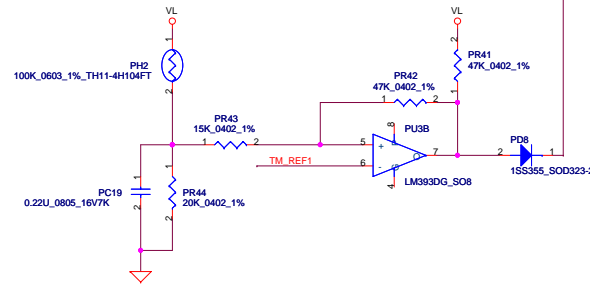 VL
VL
1
PH2
100K_0603_1%_TH11-4H104FT
2
2
PR41
47K_0402_1%
1
PR42
47K_0402_1%
1
2
PR43
15K_0402_1%
1
2
8
PU3B
5
+
6
-
7
O
P
G
4
LM393DG_SO8
TM_REF1
PD8
2
1
1SS355_SOD323-2
1
PC19
0.22U_0805_16V7K
2
1
PR44
20K_0402_1%
2